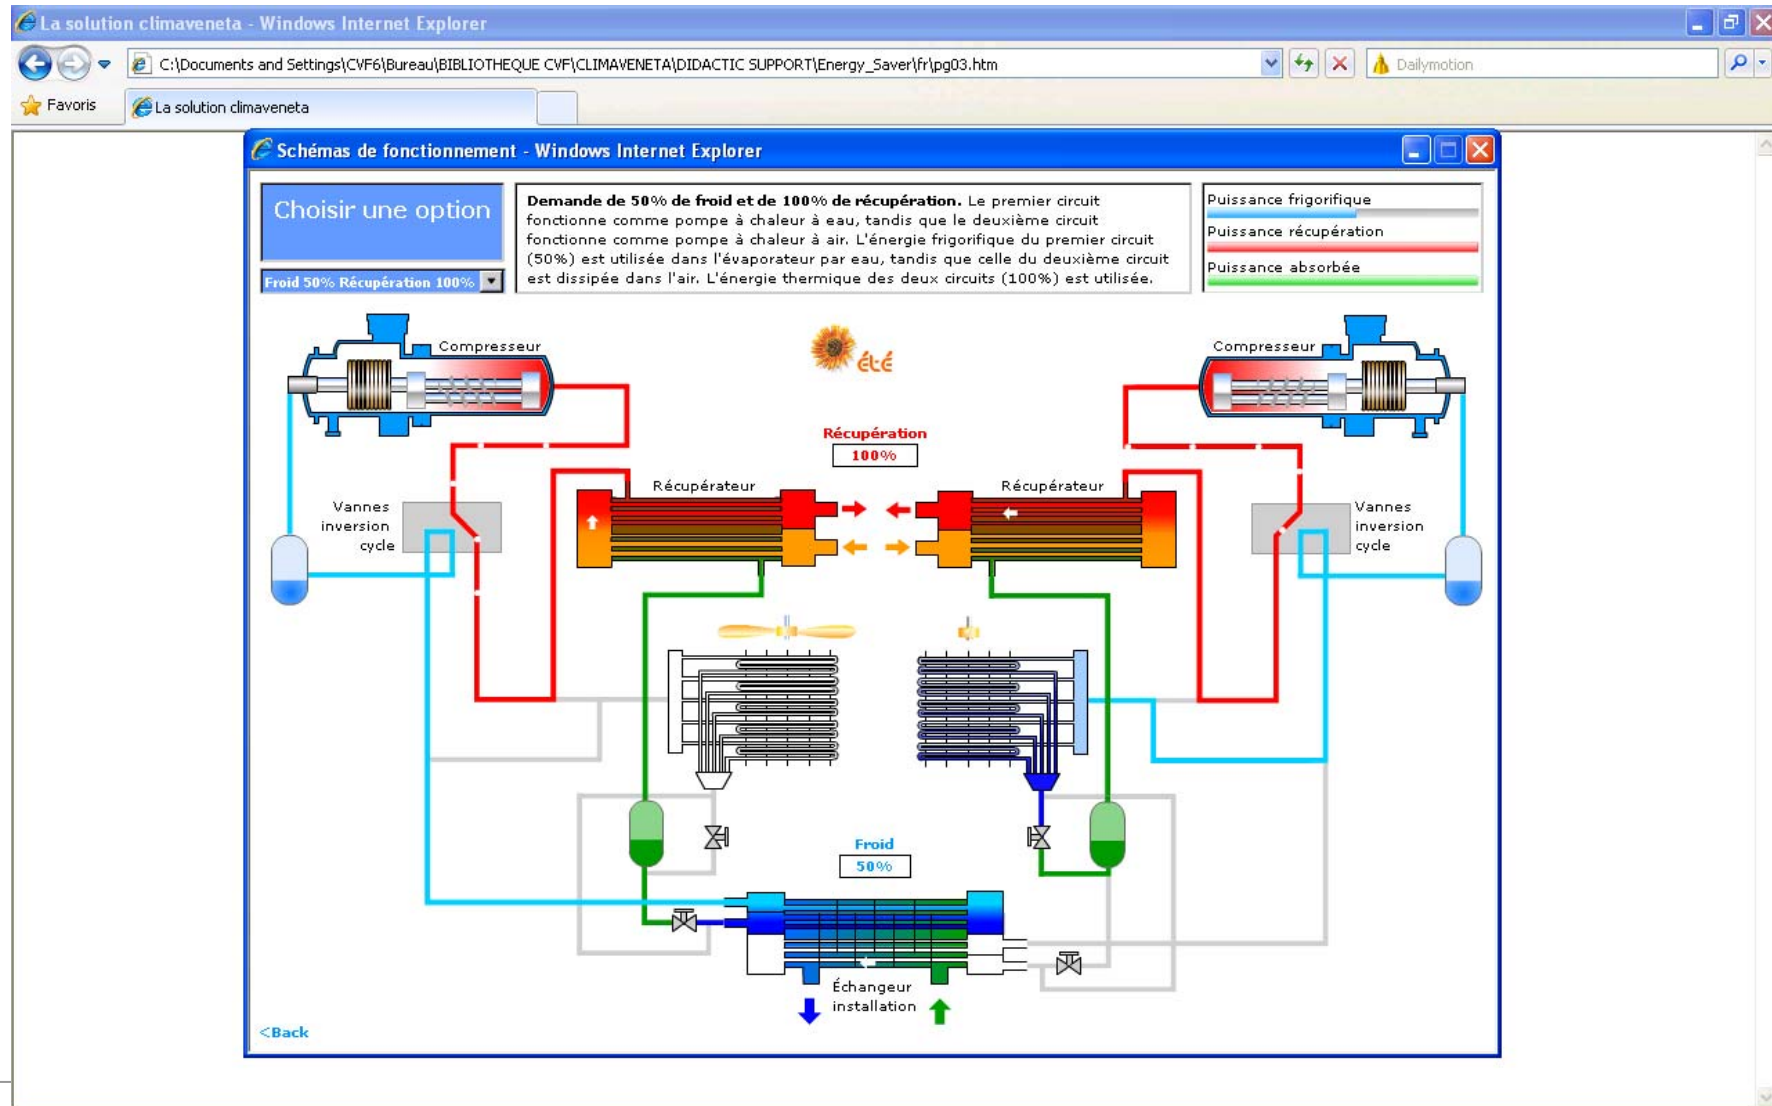 La solution climaveneta - Windows Internet Explorer
C:\Documents and Settings\CVF6\Bureau\BIBLIOTHEQUE CVF\CLIMAVENETA\DIDACTIC SUPPORT\Energy_Saver\fr\pg03.htm
Dailymotion
Favoris
La solution climaveneta
Schémas de fonctionnement - Windows Internet Explorer
Choisir une option
Froid 50% Récupération 100%
Demande de 50% de froid et de 100% de récupération. Le premier circuit
fonctionne comme pompe à chaleur à eau, tandis que le deuxième circuit
fonctionne comme pompe à chaleur à air. L'énergie frigorifique du premier circuit
(50%) est utilisée dans l'évaporateur par eau, tandis que celle du deuxième circuit
est dissipée dans l'air. L'énergie thermique des deux circuits (100%) est utilisée.
Puissance frigorifique
Puissance récupération
Puissance absorbée
Compresseur
été
Compresseur
Récupération
100%
Récupérateur
Récupérateur
Vannes
inversion
cycle
Vannes
inversion
cycle
Froid
50%
Échangeur
installation
<Back